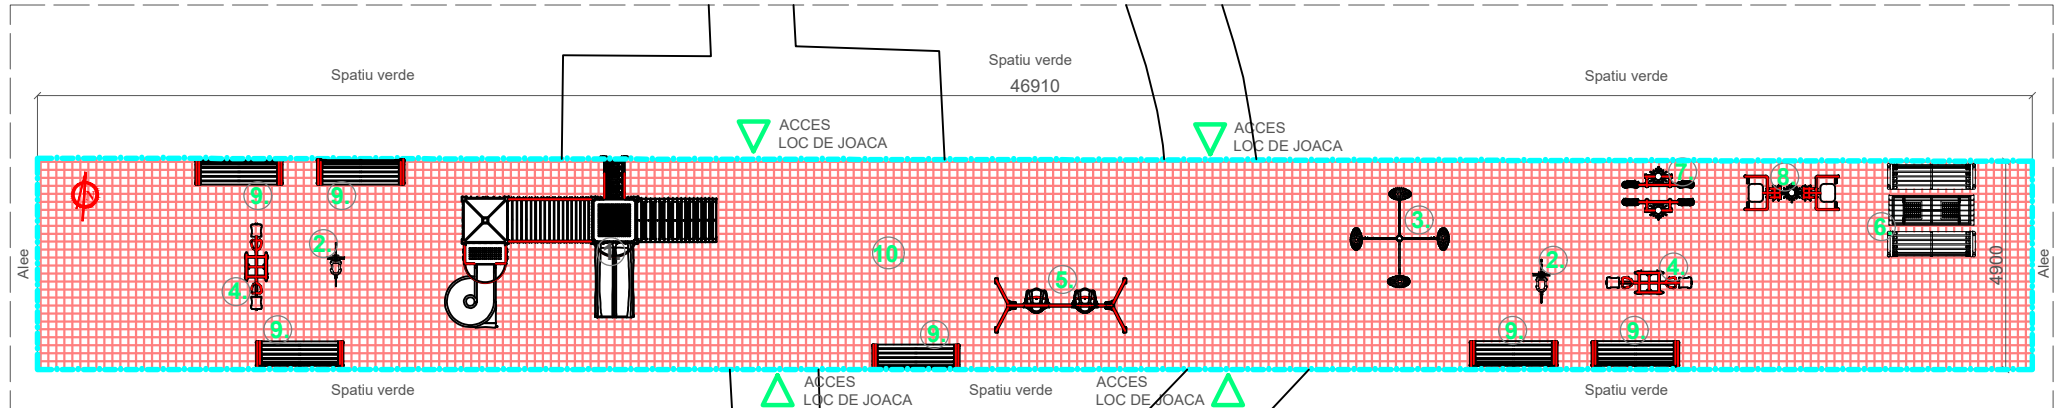 Spatiu verde
Spatiu verde
Spatiu verde
46910
ACCES
LOC DE JOACA
ACCES
LOC DE JOACA
9.
9.
7.
8.
3.
6.
2.
1.
10.
2.
4.
5.
4.
Alee
4900
Alee
9.
9.
9.
9.
Spatiu verde
ACCES
LOC DE JOACA
Spatiu verde
ACCES
LOC DE JOACA
Spatiu verde